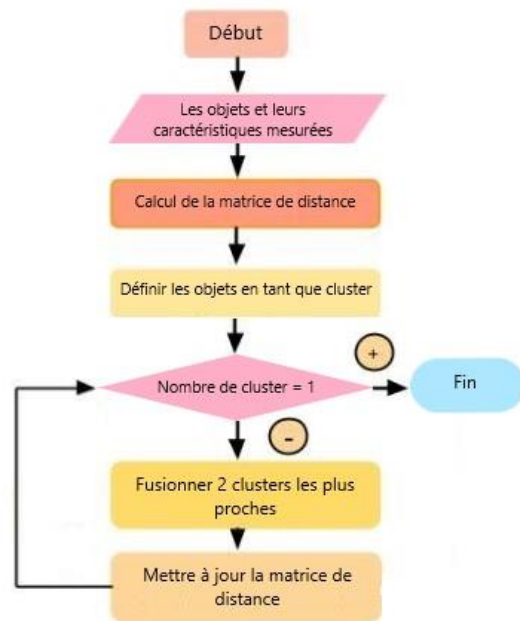 Début
Les objets et leurs
caractéristiques mesurées
Calcul de la matrice de distance
Définir les objets en tant que cluster
+
Nombre de cluster = 1
Fin
-
Fusionner 2 clusters les plus
proches
Mettre à jour la matrice de
distance